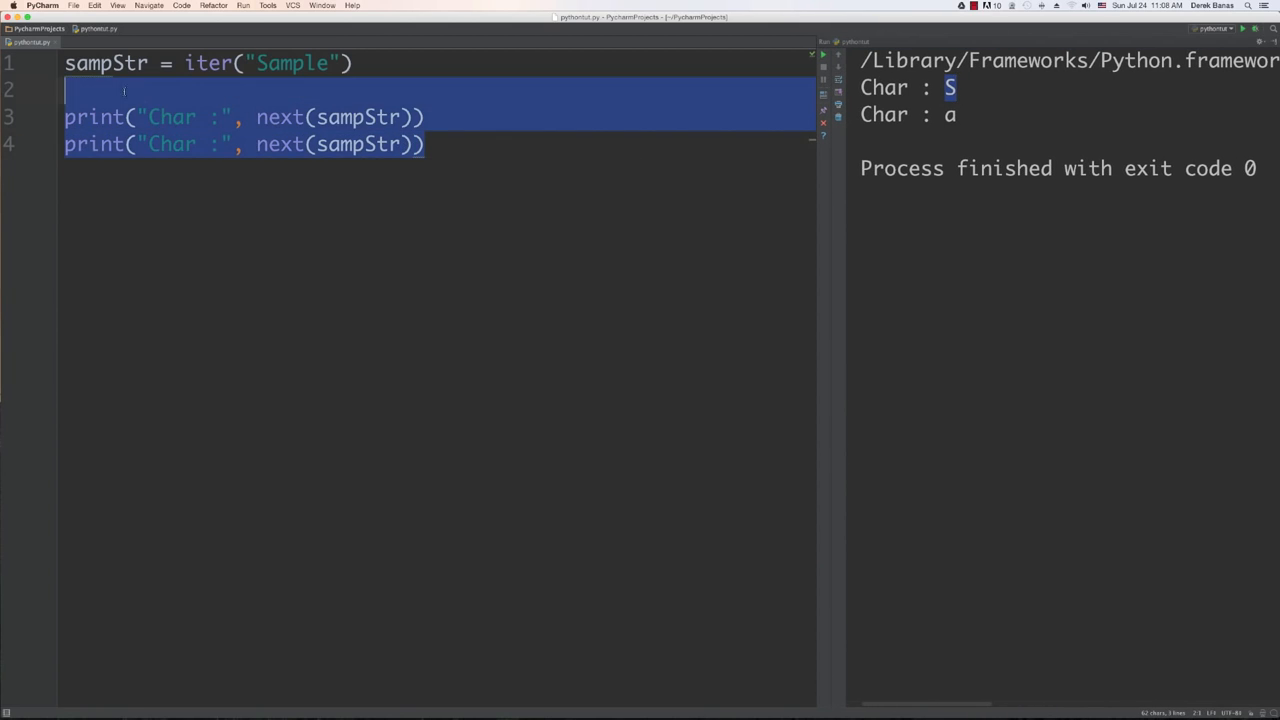 PyCharm File Edit View Navigate Code Refactor Run Tools VCS Window Help 10 Sun Jul 24 11:08 AM Derek Banas
pythontut.py - PycharmProjects - [~/PycharmProjects]
PycharmProjects pythontut.py pythontut
pythontut.py Run: pythontut
1 sampStr = iter("Sample")
2
3 print("Char :", next(sampStr))
4 print("Char :", next(sampStr))
/Library/Frameworks/Python.framewor
Char : S
Char : a
Process finished with exit code 0
62 chars, 3 lines 2:1 LF÷ UTF-8÷